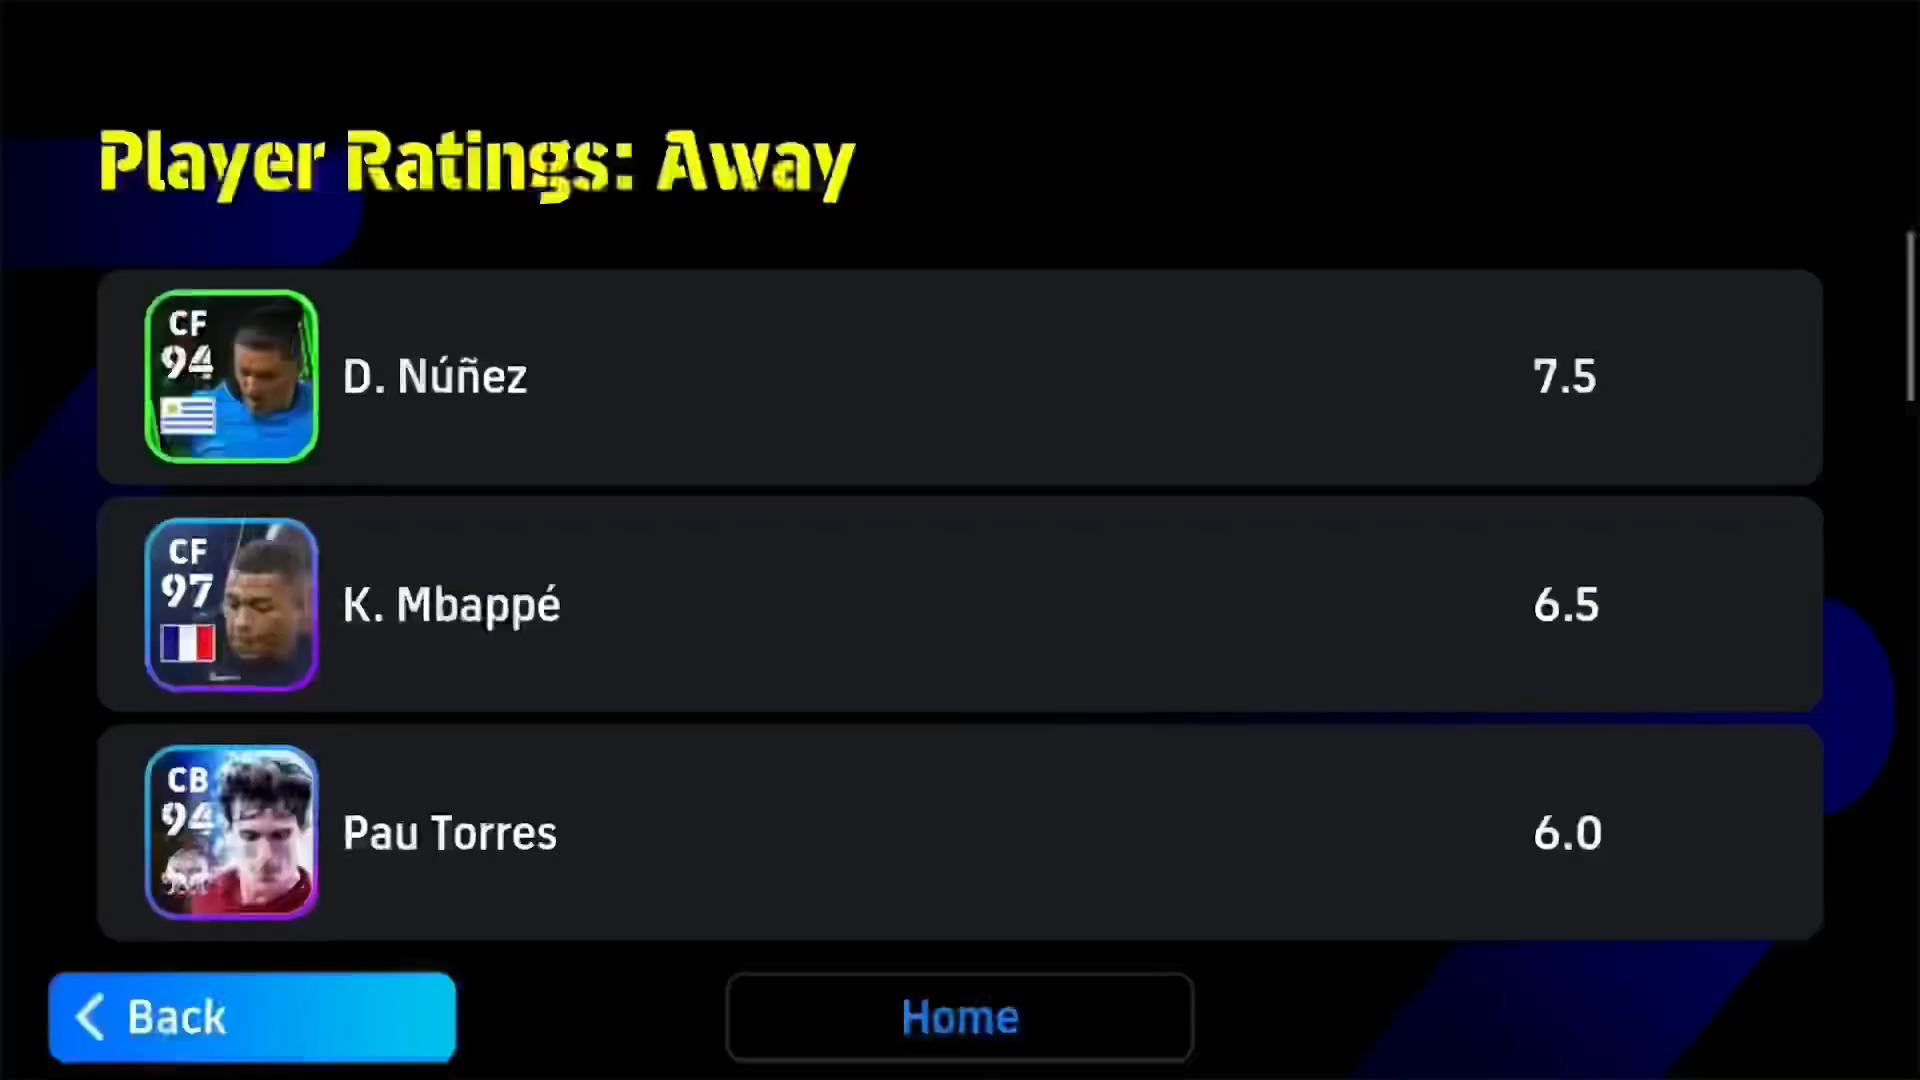 Player Ratings: Away
CF
94
D. Núñez
7.5
CF
97
K. Mbappé
6.5
CB
94
Pau Torres
6.0
Back
Home